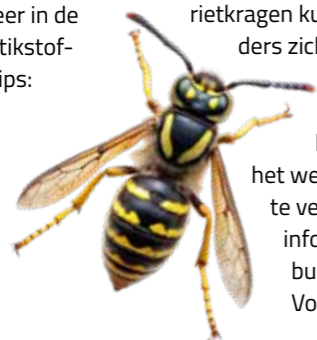 eer in de
tikstof-
ips:
rietkragen ku
ders zich
het we
te ve
info
bu
Vo